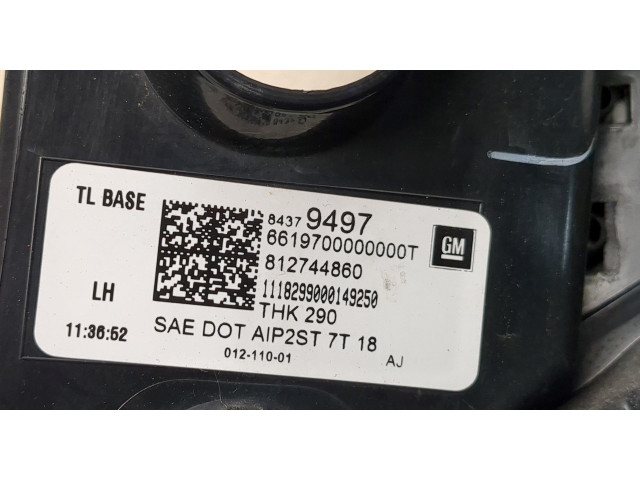 TL BASE
8437 9497
6619700000000T
GM
812744860
1118299000149250
LH
THK 290
11:36:52
SAE DOT AIP2ST 7T 18
012-110-01
AJ